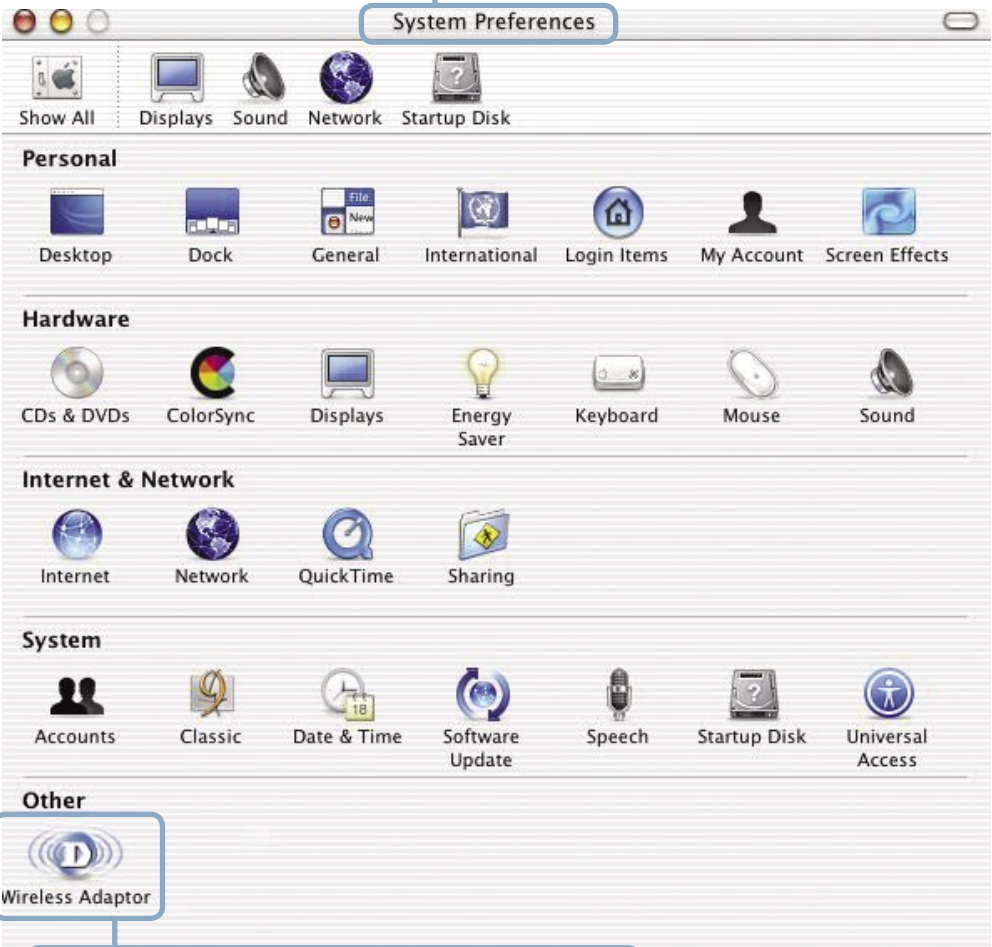 System Preferences
Show All Displays Sound Network Startup Disk
Personal
File
New
Desktop Dock General International Login Items My Account Screen Effects
Hardware
CDs & DVDs ColorSync Displays Energy Saver Keyboard Mouse Sound
Internet & Network
Internet Network QuickTime Sharing
System
18
Accounts Classic Date & Time Software Update Speech Startup Disk Universal Access
Other
Wireless Adaptor